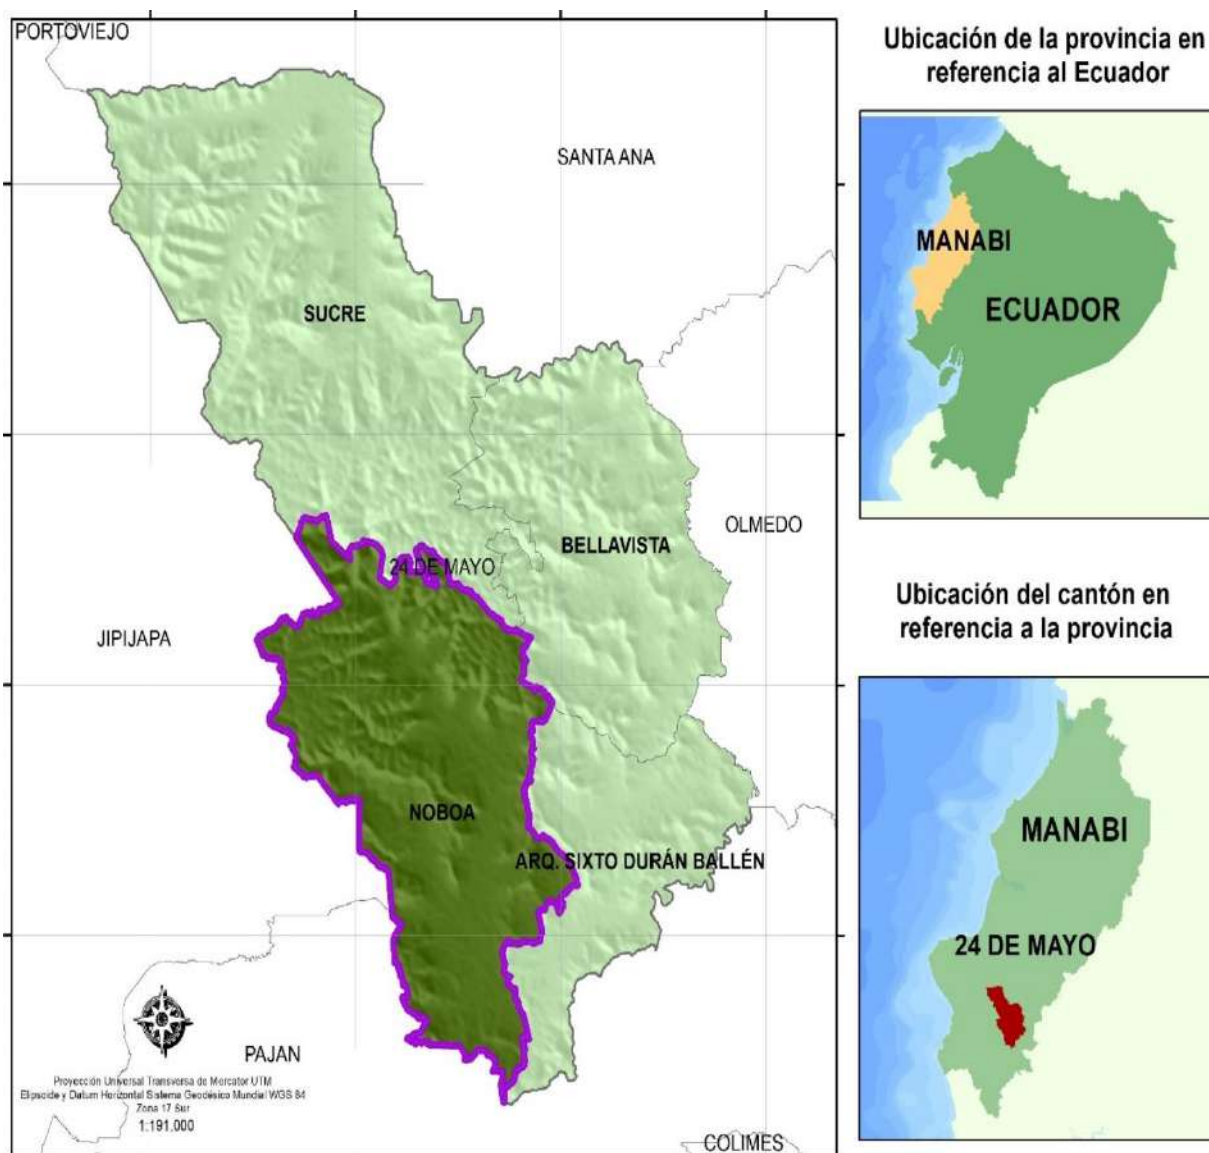 PORTOVIEJO
SANTA ANA
SUCRE
OLMEDO
BELLAVISTA
24 DE MAYO
JIPIJAPA
NOBOA
ARQ. SIXTO DURÁN BALLÉN
PAJAN
Proyección Universal Transversa de Mercator UTM
Elipsoide y Datum Horizontal Sistema Geodésico Mundial WGS 84
Zona 17 Sur
1:191.000
COLIMES
Ubicación de la provincia en
referencia al Ecuador
MANABI
ECUADOR
Ubicación del cantón en
referencia a la provincia
MANABI
24 DE MAYO